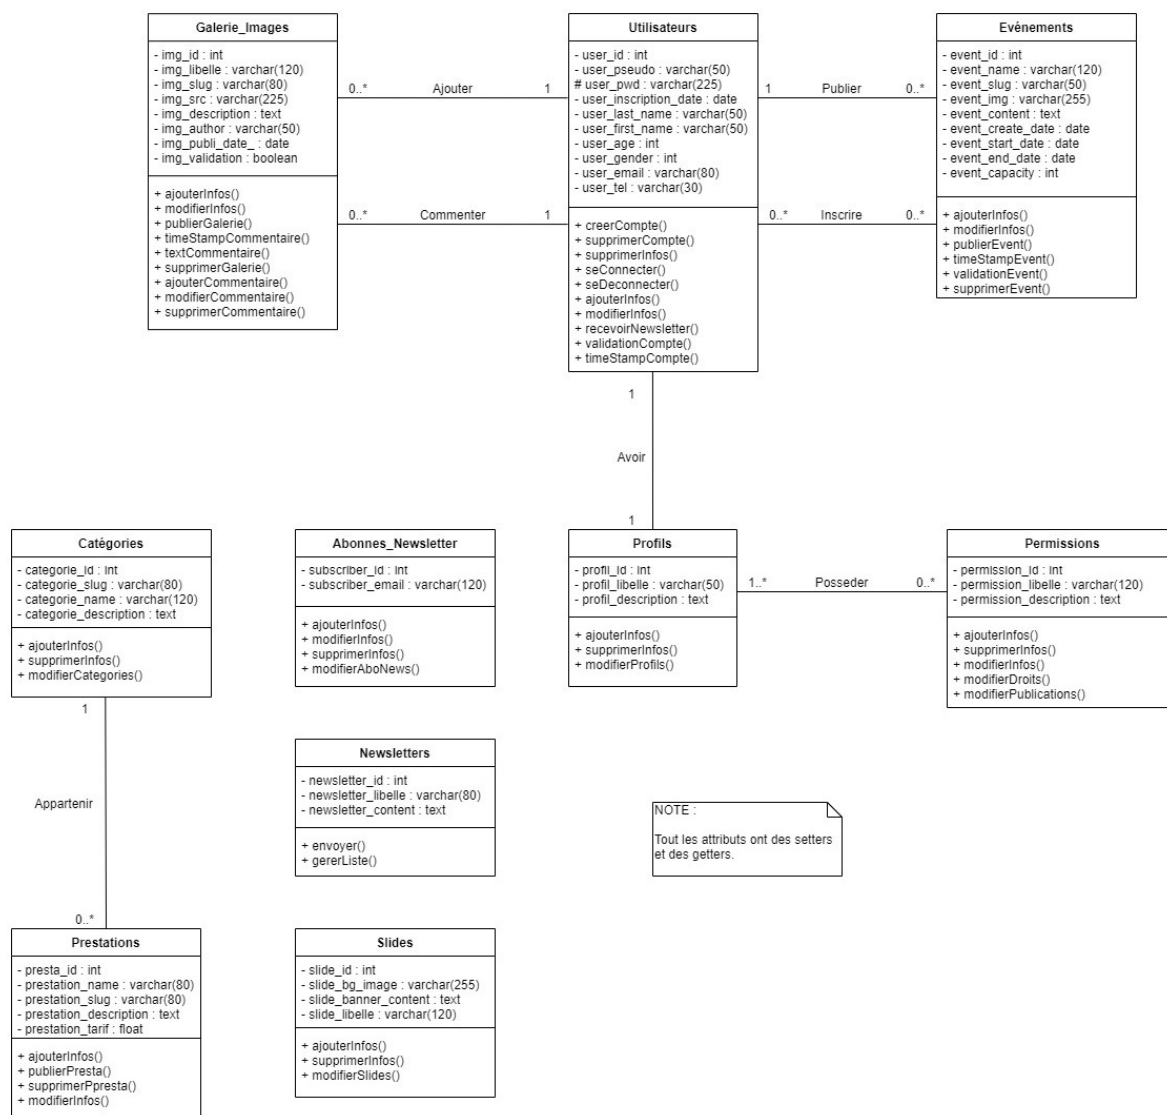 Galerie_Images
- img_id : int
- img_libelle : varchar(120)
- img_slug : varchar(80)
- img_src : varchar(225)
- img_description : text
- img_author : varchar(50)
- img_publi_date_ : date
- img_validation : boolean
+ ajouterInfos()
+ modifierInfos()
+ publierGalerie()
+ timeStampCommentaire()
+ textCommentaire()
+ supprimerGalerie()
+ ajouterCommentaire()
+ modifierCommentaire()
+ supprimerCommentaire()
0..* Ajouter 1
0..* Commenter 1
Utilisateurs
- user_id : int
- user_pseudo : varchar(50)
# user_pwd : varchar(225)
- user_inscription_date : date
- user_last_name : varchar(50)
- user_first_name : varchar(50)
- user_age : int
- user_gender : int
- user_email : varchar(80)
- user_tel : varchar(30)
+ creerCompte()
+ supprimerCompte()
+ supprimerInfos()
+ seConnecter()
+ seDeconnecter()
+ ajouterInfos()
+ modifierInfos()
+ recevoirNewsletter()
+ validationCompte()
+ timeStampCompte()
1 Publier 0..*
0..* Inscrire 0..*
Evénements
- event_id : int
- event_name : varchar(120)
- event_slug : varchar(50)
- event_img : varchar(255)
- event_content : text
- event_create_date : date
- event_start_date : date
- event_end_date : date
- event_capacity : int
+ ajouterInfos()
+ modifierInfos()
+ publierEvent()
+ timeStampEvent()
+ validationEvent()
+ supprimerEvent()
1
Avoir
1
Catégories
- categorie_id : int
- categorie_slug : varchar(80)
- categorie_name : varchar(120)
- categorie_description : text
+ ajouterInfos()
+ supprimerInfos()
+ modifierCategories()
Abonnes_Newsletter
- subscriber_id : int
- subscriber_email : varchar(120)
+ ajouterInfos()
+ modifierInfos()
+ supprimerInfos()
+ modifierAboNews()
Profils
- profil_id : int
- profil_libelle : varchar(50)
- profil_description : text
+ ajouterInfos()
+ supprimerInfos()
+ modifierProfils()
1..* Posseder 0..*
Permissions
- permission_id : int
- permission_libelle : varchar(120)
- permission_description : text
+ ajouterInfos()
+ supprimerInfos()
+ modifierInfos()
+ modifierDroits()
+ modifierPublications()
1
Appartenir
0..*
Newsletters
- newsletter_id : int
- newsletter_libelle : varchar(80)
- newsletter_content : text
+ envoyer()
+ gererListe()
NOTE :
Tout les attributs ont des setters
et des getters.
Prestations
- presta_id : int
- prestation_name : varchar(80)
- prestation_slug : varchar(80)
- prestation_description : text
- prestation_tarif : float
+ ajouterInfos()
+ publierPresta()
+ supprimerPpresta()
+ modifierInfos()
Slides
- slide_id : int
- slide_bg_image : varchar(255)
- slide_banner_content : text
- slide_libelle : varchar(120)
+ ajouterInfos()
+ supprimerInfos()
+ modifierSlides()